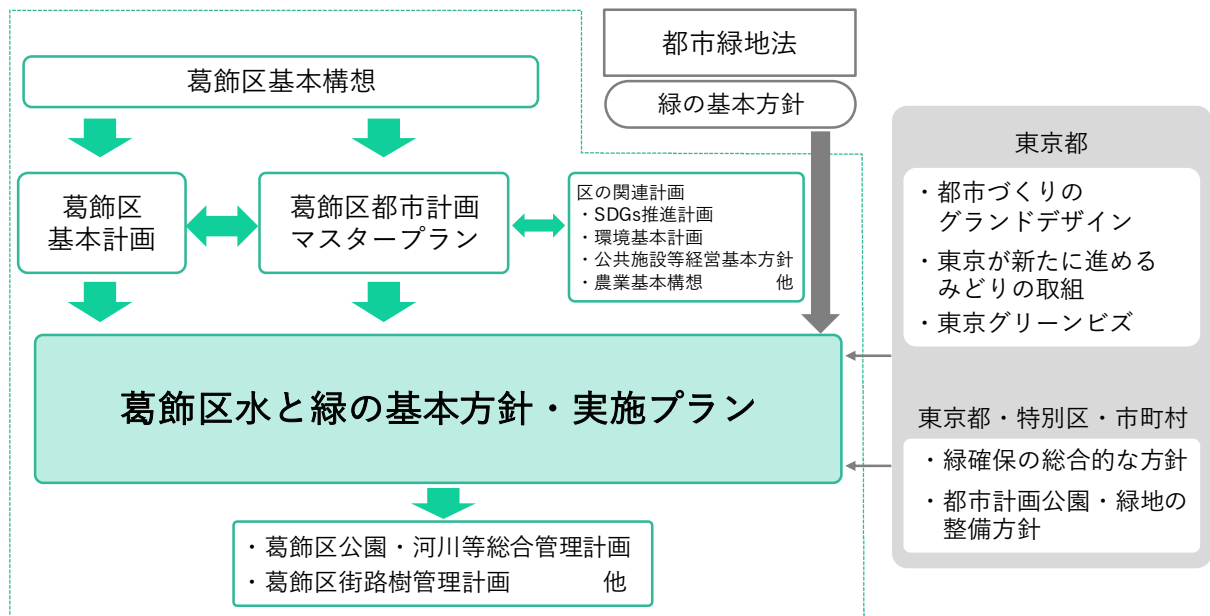 都市緑地法
緑の基本方針
葛飾区基本構想
葛飾区
基本計画
葛飾区都市計画
マスタープラン
区の関連計画
・SDGs推進計画
・環境基本計画
・公共施設等経営基本方針
・農業基本構想 他
葛飾区水と緑の基本方針・実施プラン
・葛飾区公園・河川等総合管理計画
・葛飾区街路樹管理計画 他
東京都
・都市づくりの
グランドデザイン
・東京が新たに進める
みどりの取組
・東京グリーンビズ
東京都・特別区・市町村
・緑確保の総合的な方針
・都市計画公園・緑地の
整備方針